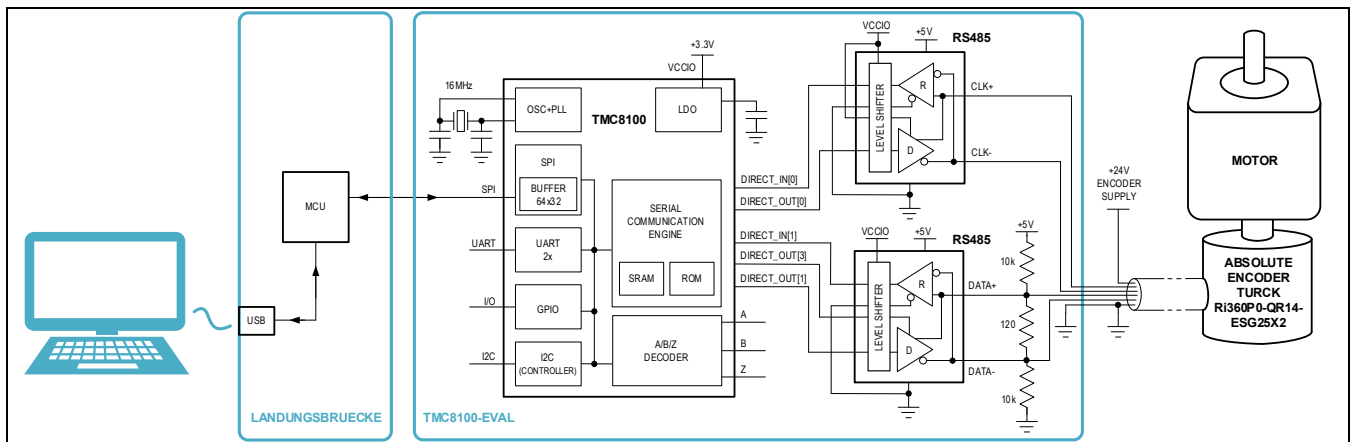 USB
MCU
LANDUNGSBRUECKE
TMC8100-EVAL
16MHz
SPI
UART
I/O
I2C
OSC+PLL
TMC8100
+3.3V
VCCIO
LDO
SPI
BUFFER
64x32
UART
2x
GPIO
I2C
(CONTROLLER)
SERIAL
COMMUNICATION
ENGINE
SRAM
ROM
A/B/Z
DECODER
A
B
Z
DIRECT_IN[0]
DIRECT_OUT[0]
DIRECT_IN[1]
DIRECT_OUT[3]
DIRECT_OUT[1]
VCCIO
+5V
RS485
LEVEL SHIFTER
R
D
CLK+
CLK-
VCCIO
+5V
RS485
LEVEL SHIFTER
R
D
DATA+
DATA-
+5V
10k
120
10k
+24V
ENCODER
SUPPLY
MOTOR
ABSOLUTE
ENCODER
TURCK
Ri360P0-QR14-
ESG25X2